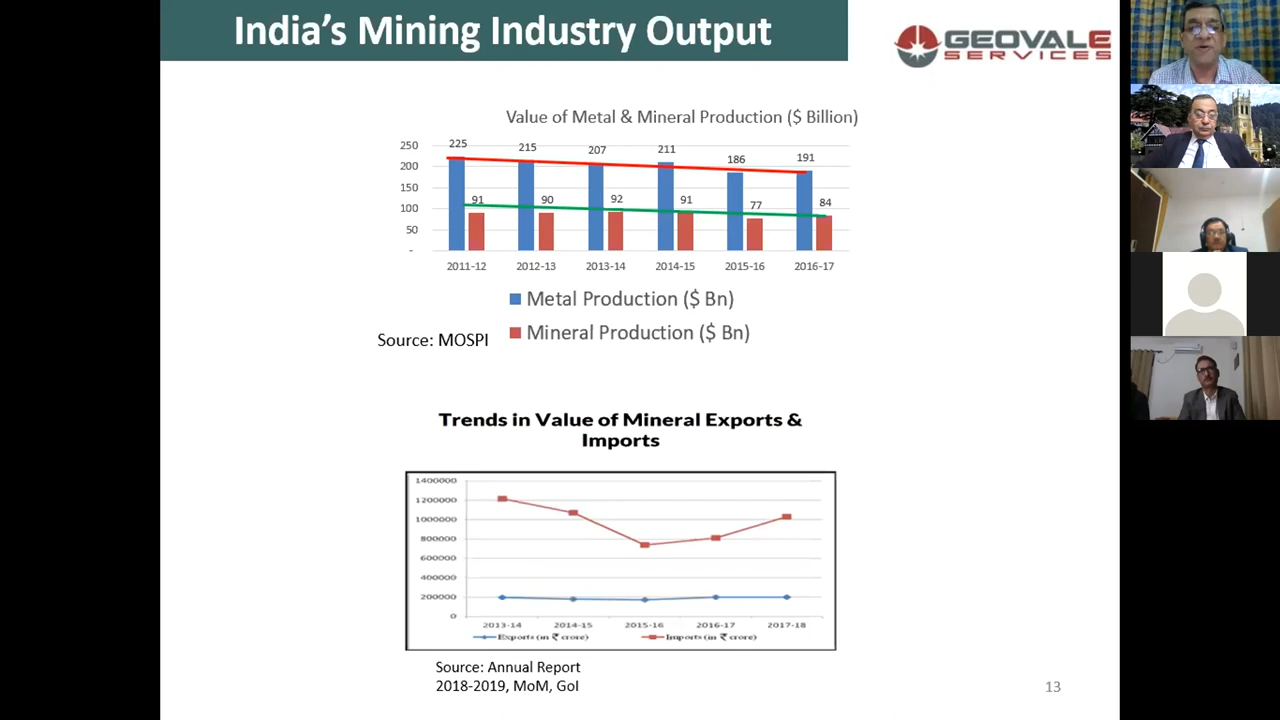 India's Mining Industry Output
GEOVALE
SERVICES
Value of Metal & Mineral Production ($ Billion)
250
200
150
100
50
-
225
215
207
211
186
191
91
90
92
91
77
84
2011-12
2012-13
2013-14
2014-15
2015-16
2016-17
Metal Production ($ Bn)
Mineral Production ($ Bn)
Source: MOSPI
Trends in Value of Mineral Exports &
Imports
1400000
1200000
1000000
800000
600000
400000
200000
0
2013-14
2014-15
2015-16
2016-17
2017-18
Exports (in ₹ crore)
Imports (in ₹ crore)
Source: Annual Report
2018-2019, MoM, GoI
13